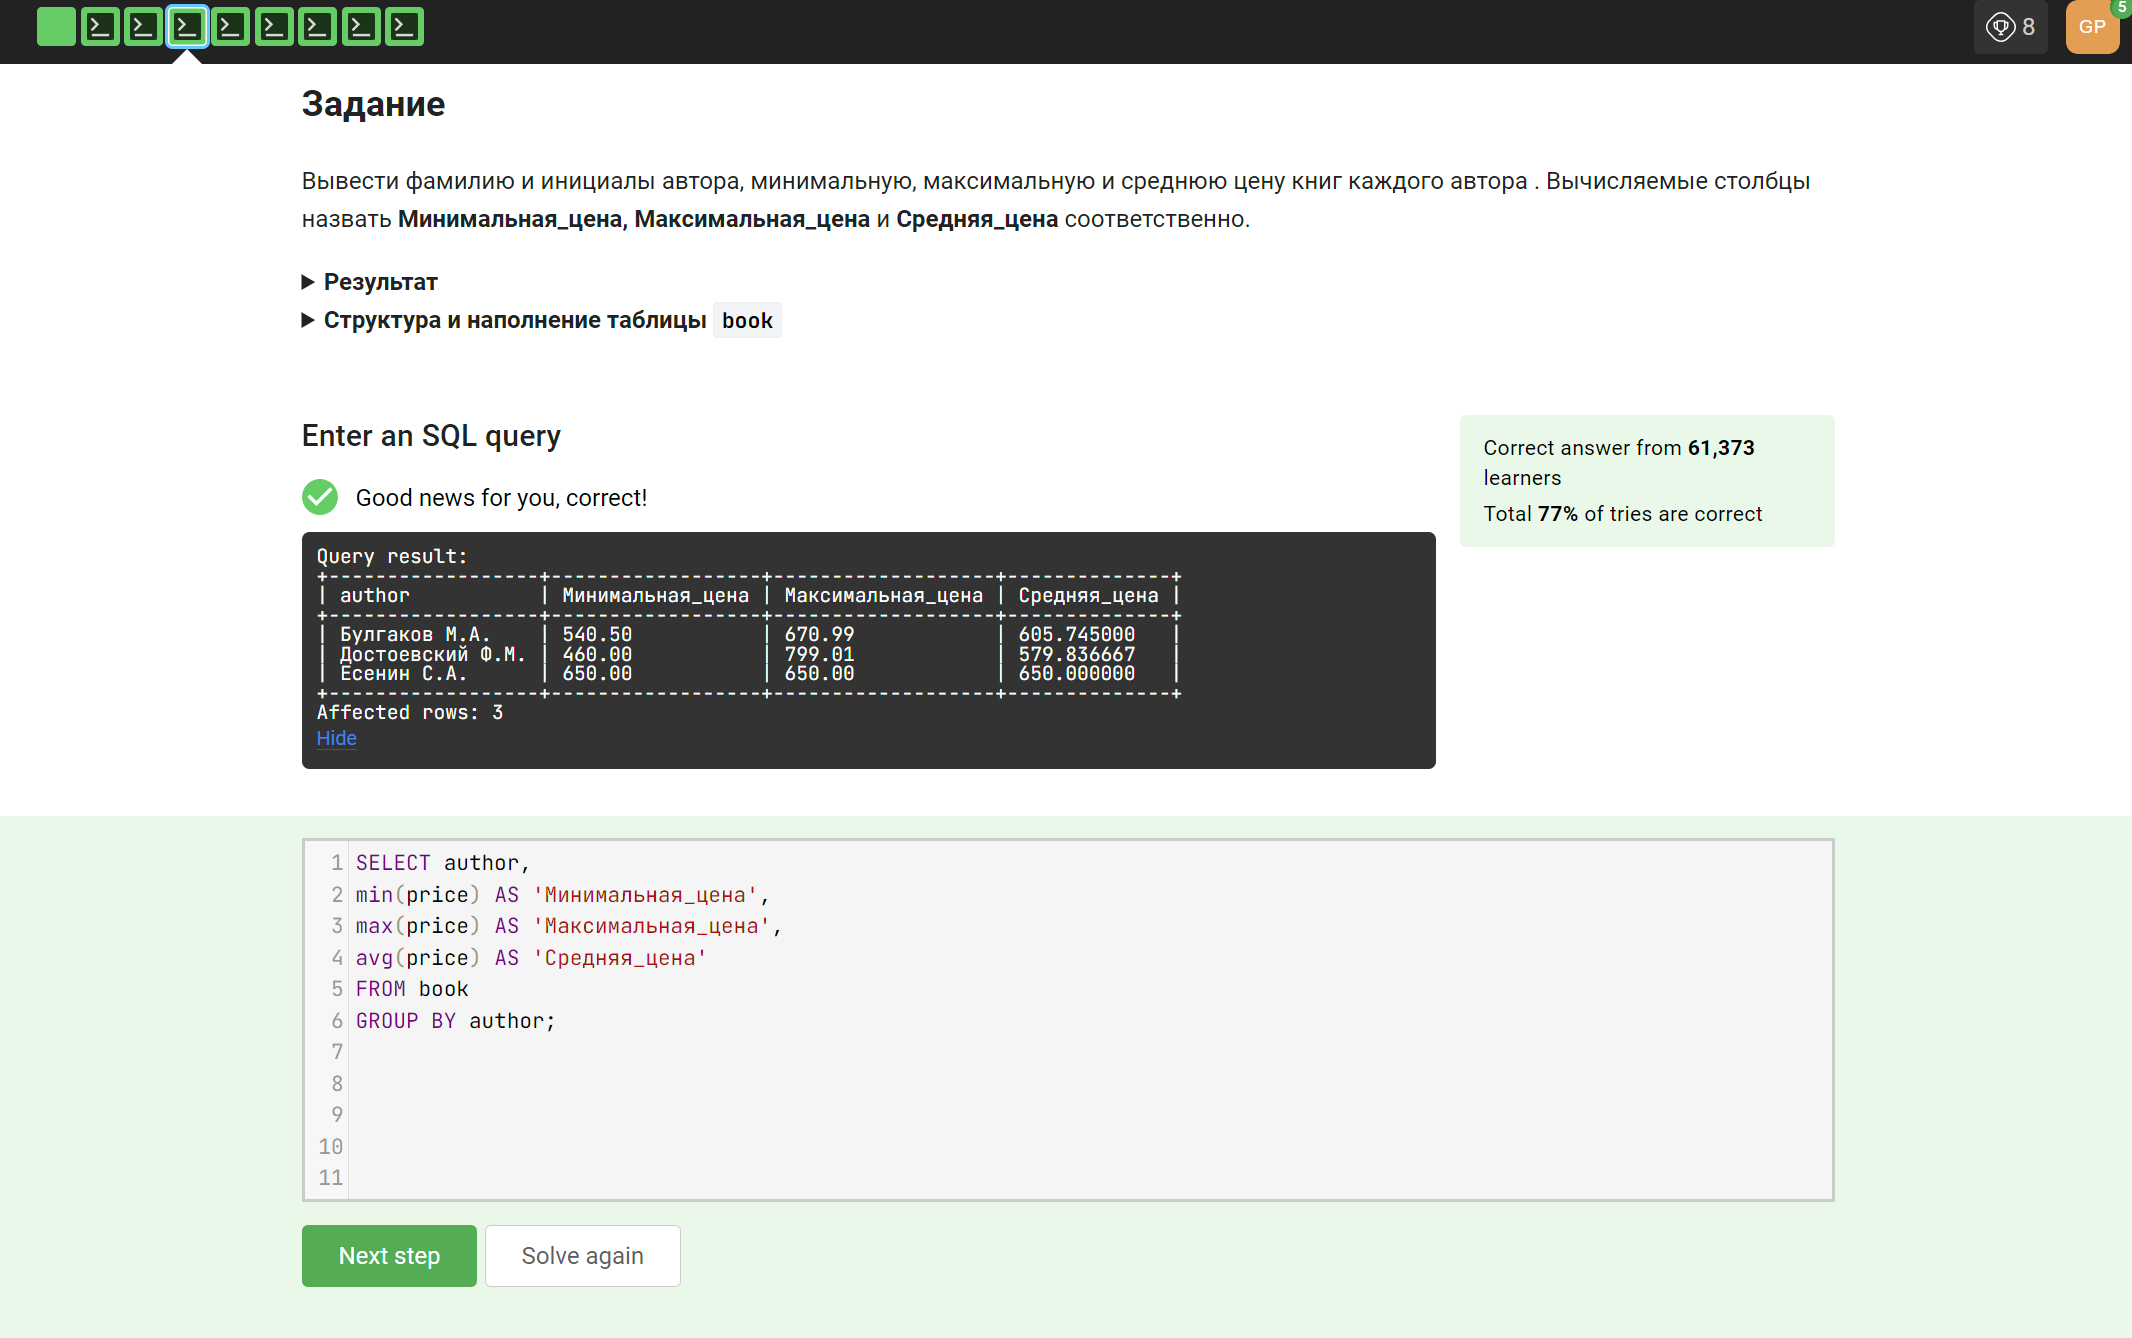 8
GP
5
Задание
Вывести фамилию и инициалы автора, минимальную, максимальную и среднюю цену книг каждого автора . Вычисляемые столбцы
назвать Минимальная_цена, Максимальная_цена и Средняя_цена соответственно.
Результат
Структура и наполнение таблицы book
Enter an SQL query
Correct answer from 61,373
learners
Total 77% of tries are correct
Good news for you, correct!
Query result:
+------------------+------------------+-------------------+--------------+
| author           | Минимальная_цена | Максимальная_цена | Средняя_цена |
+------------------+------------------+-------------------+--------------+
| Булгаков М.А.    | 540.50           | 670.99            | 605.745000   |
| Достоевский Ф.М. | 460.00           | 799.01            | 579.836667   |
| Есенин С.А.      | 650.00           | 650.00            | 650.000000   |
+------------------+------------------+-------------------+--------------+
Affected rows: 3
Hide
1 SELECT author,
2 min(price) AS 'Минимальная_цена',
3 max(price) AS 'Максимальная_цена',
4 avg(price) AS 'Средняя_цена'
5 FROM book
6 GROUP BY author;
7
8
9
10
11
Next step
Solve again